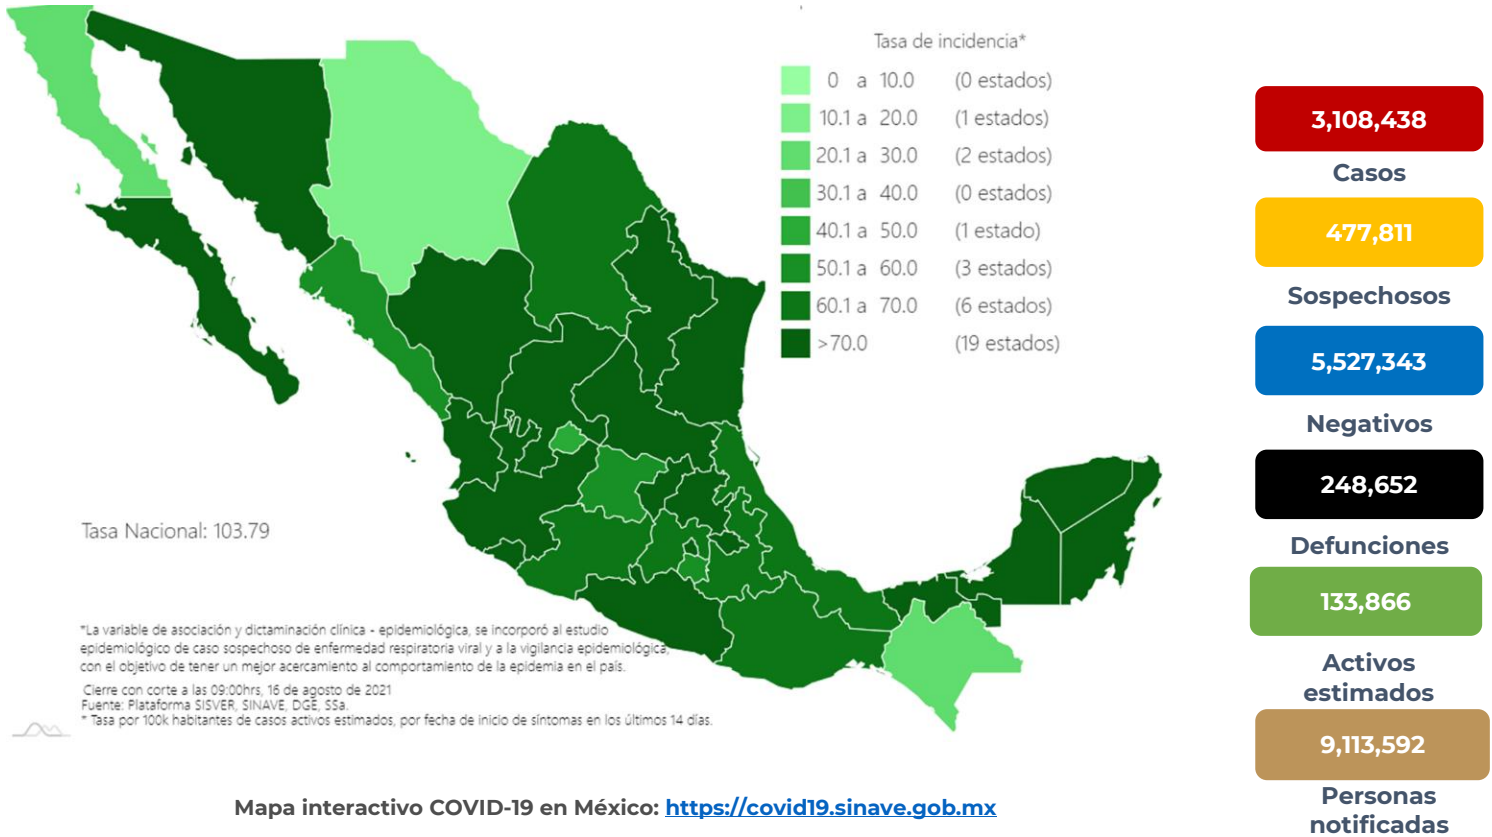 Tasa de incidencia*
0 a 10.0 (0 estados)
10.1 a 20.0 (1 estados)
20.1 a 30.0 (2 estados)
30.1 a 40.0 (0 estados)
40.1 a 50.0 (1 estado)
50.1 a 60.0 (3 estados)
60.1 a 70.0 (6 estados)
>70.0 (19 estados)
Tasa Nacional: 103.79
*La variable de asociación y dictaminación clínica - epidemiológica, se incorporó al estudio
epidemiológico de caso sospechoso de enfermedad respiratoria viral y a la vigilancia epidemiológica,
con el objetivo de tener un mejor acercamiento al comportamiento de la epidemia en el país.
Cierre con corte a las 09:00hrs, 16 de agosto de 2021
Fuente: Plataforma SISVER, SINAVE, DGE, SSa.
* Tasa por 100k habitantes de casos activos estimados, por fecha de inicio de síntomas en los últimos 14 días.
Mapa interactivo COVID-19 en México: https://covid19.sinave.gob.mx
3,108,438
Casos
477,811
Sospechosos
5,527,343
Negativos
248,652
Defunciones
133,866
Activos
estimados
9,113,592
Personas
notificadas